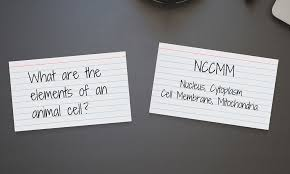 What are the
elements of an
animal cell?
NCCMM
Nucleus, Cytoplasm
Cell Membrane, Mitochondria